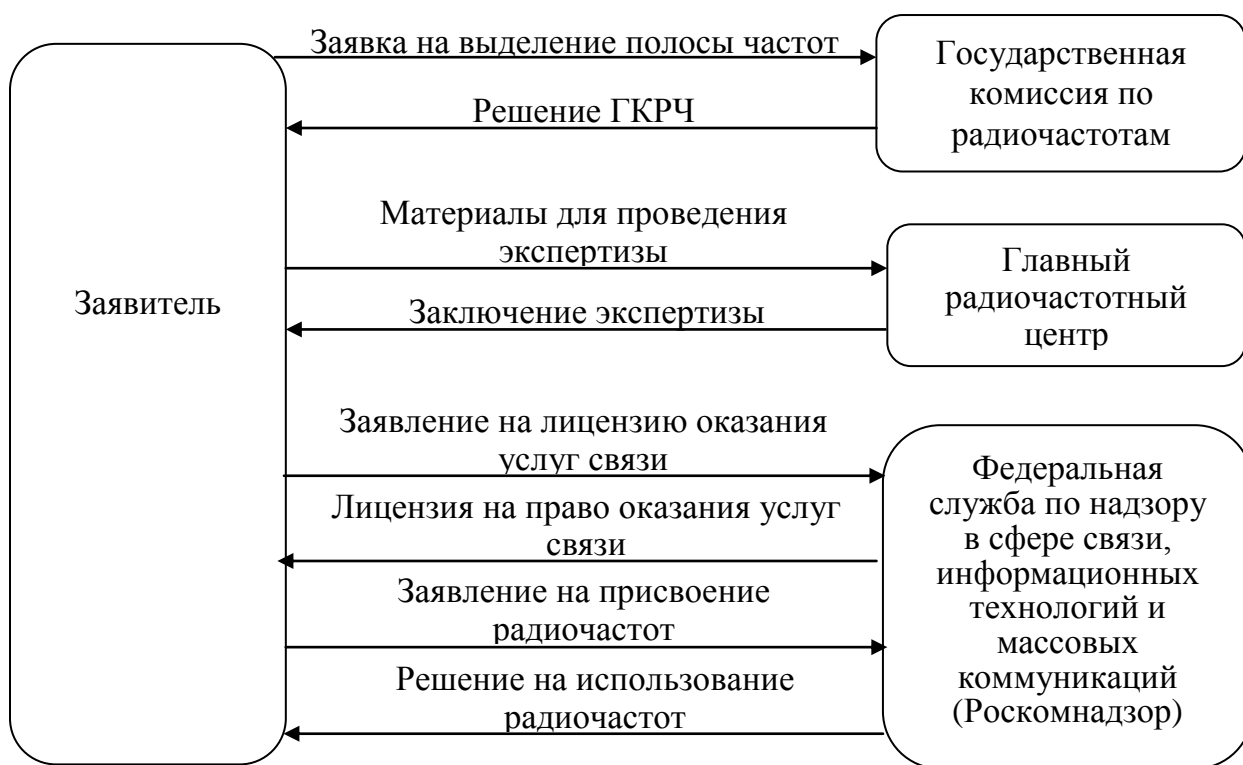 Заявитель
Заявка на выделение полосы частот
Решение ГКРЧ
Государственная
комиссия по
радиочастотам
Материалы для проведения
экспертизы
Заключение экспертизы
Главный
радиочастотный
центр
Заявление на лицензию оказания
услуг связи
Лицензия на право оказания услуг
связи
Заявление на присвоение
радиочастот
Решение на использование
радиочастот
Федеральная
служба по надзору
в сфере связи,
информационных
технологий и
массовых
коммуникаций
(Роскомнадзор)